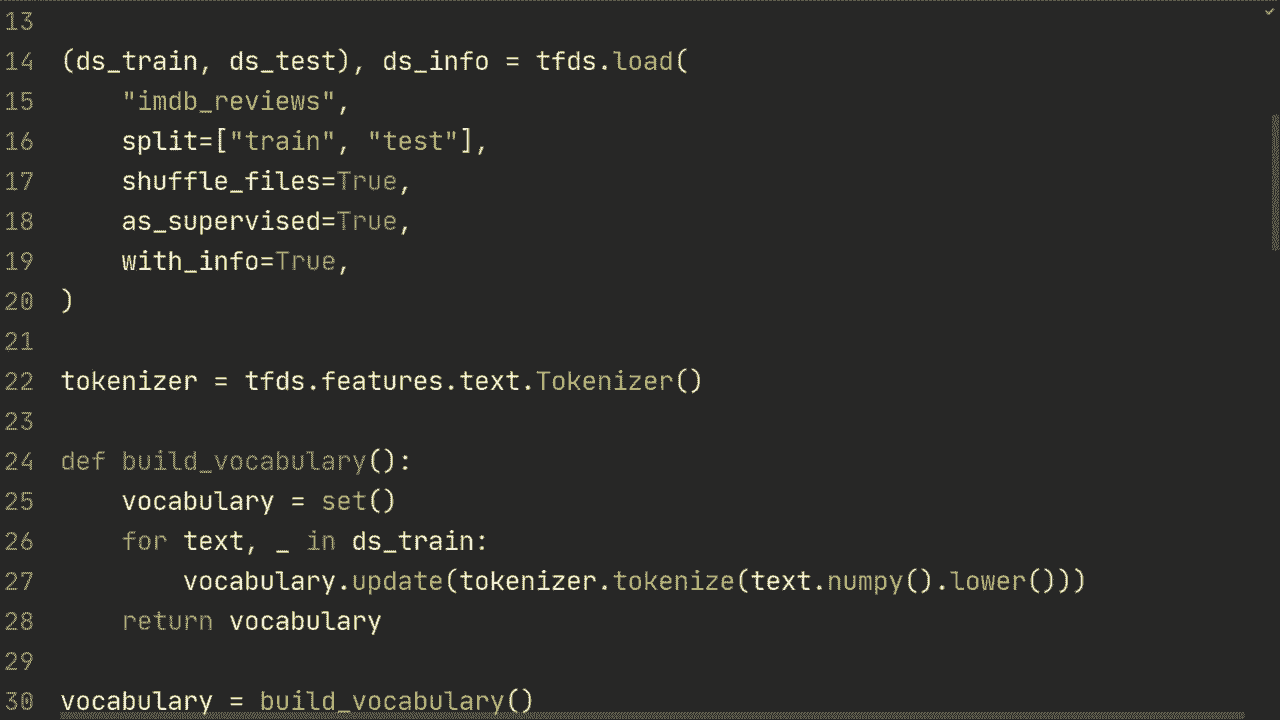 13
14 (ds_train, ds_test), ds_info = tfds.load(
15     "imdb_reviews",
16     split=["train", "test"],
17     shuffle_files=True,
18     as_supervised=True,
19     with_info=True,
20 )
21
22 tokenizer = tfds.features.text.Tokenizer()
23
24 def build_vocabulary():
25     vocabulary = set()
26     for text, _ in ds_train:
27         vocabulary.update(tokenizer.tokenize(text.numpy().lower()))
28     return vocabulary
29
30 vocabulary = build_vocabulary()